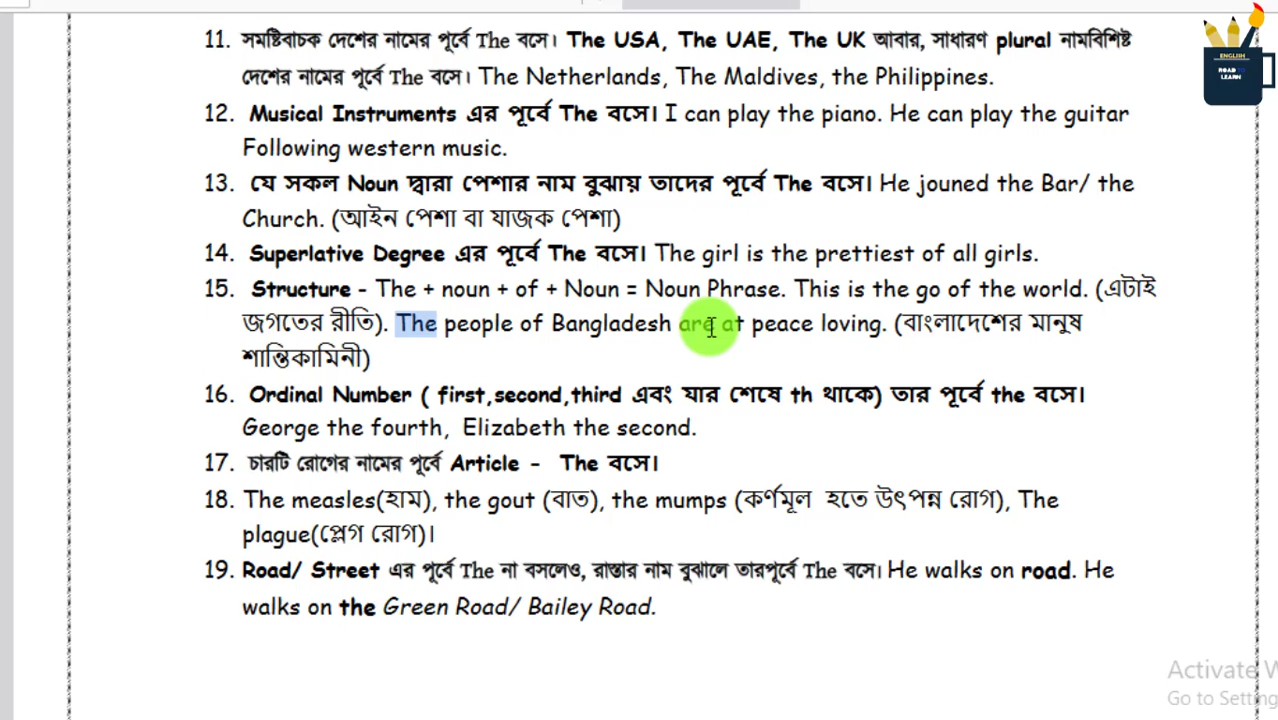 11. সমষ্টিবাচক দেশের নামের পূর্বে The বসে। The USA, The UAE, The UK আবার, সাধারণ plural নামবিশিষ্ট
দেশের নামের পূর্বে The বসে। The Netherlands, The Maldives, the Philippines.
12. Musical Instruments এর পূর্বে The বসে। I can play the piano. He can play the guitar
Following western music.
13. যে সকল Noun দ্বারা পেশার নাম বুঝায় তাদের পূর্বে The বসে। He jouned the Bar/ the
Church. (আইন পেশা বা যাজক পেশা)
14. Superlative Degree এর পূর্বে The বসে। The girl is the prettiest of all girls.
15. Structure - The + noun + of + Noun = Noun Phrase. This is the go of the world. (এটাই
জগতের রীতি). The people of Bangladesh are at peace loving. (বাংলাদেশের মানুষ
শান্তিকামিনী)
16. Ordinal Number ( first,second,third এবং যার শেষে th থাকে) তার পূর্বে the বসে।
George the fourth, Elizabeth the second.
17. চারটি রোগের নামের পূর্বে Article - The বসে।
18. The measles(হাম), the gout (বাত), the mumps (কর্ণমূল হতে উৎপন্ন রোগ), The
plague(প্লেগ রোগ)।
19. Road/ Street এর পূর্বে The না বসলেও, রাস্তার নাম বুঝালে তারপূর্বে The বসে। He walks on road. He
walks on the Green Road/ Bailey Road.
ENGLISH
ROAD TO
LEARN
Activate W
Go to Setting